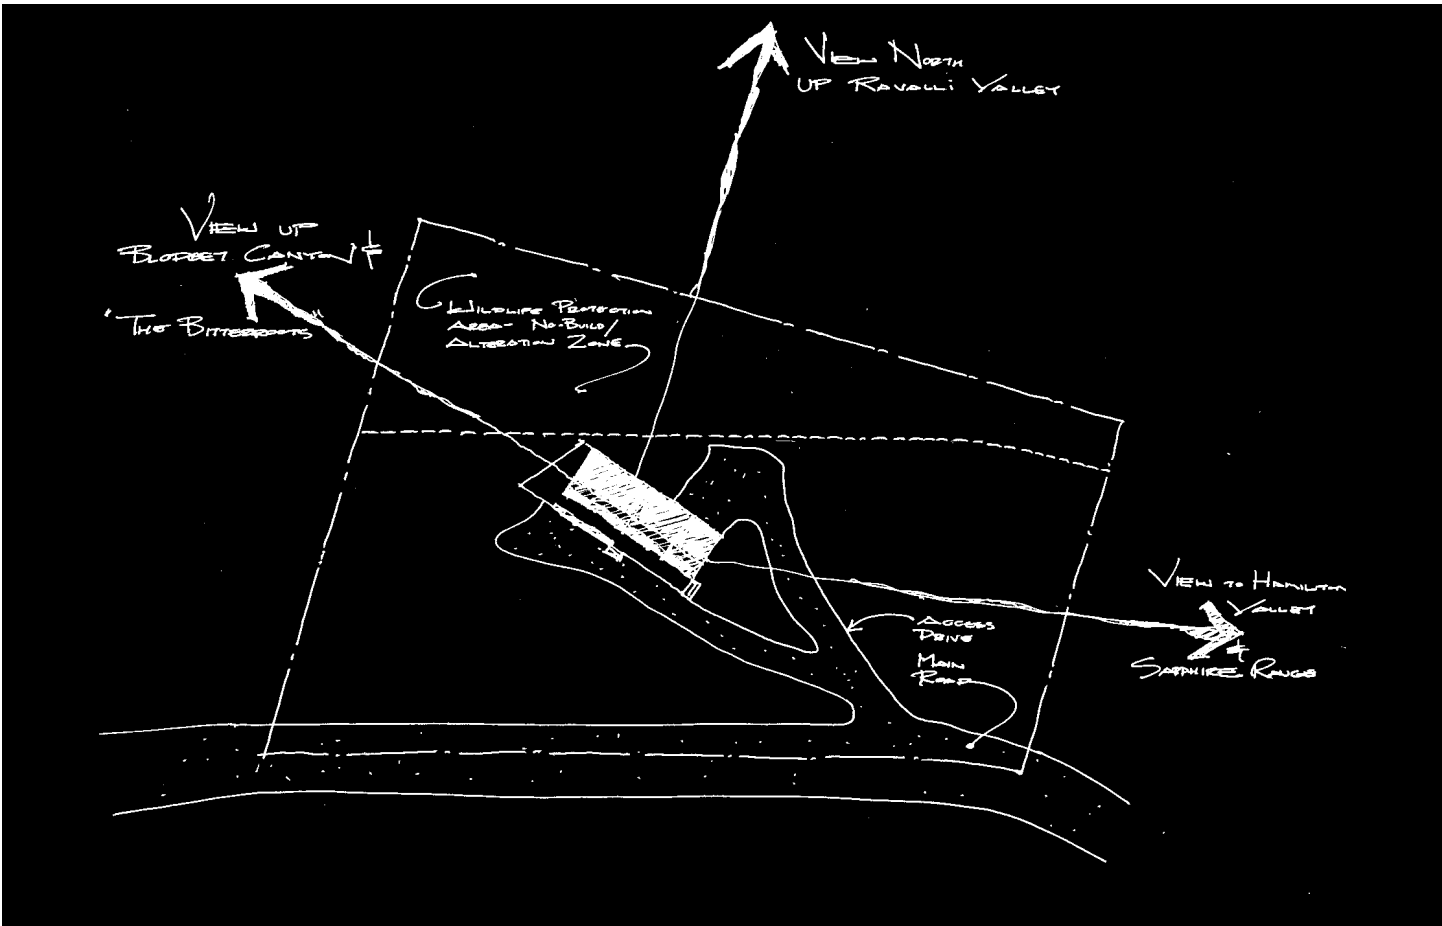 VIEW NORTH
UP RAVALLI VALLEY
VIEW UP
BLODGET CANYON &
"THE BITTERROOTS"
WILDLIFE PROTECTION
AREA- NO-BUILD/
ALTERATION ZONE
VIEW TO HAMILTON
VALLEY
&
SAPPHIRE RANGE
ACCESS
DRIVE
MAIN
ROAD